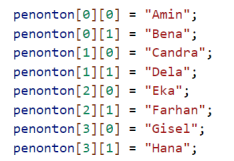 penonton[0][0] = "Amin";
penonton[0][1] = "Bena";
penonton[1][0] = "Candra";
penonton[1][1] = "Dela";
penonton[2][0] = "Eka";
penonton[2][1] = "Farhan";
penonton[3][0] = "Gisel";
penonton[3][1] = "Hana";